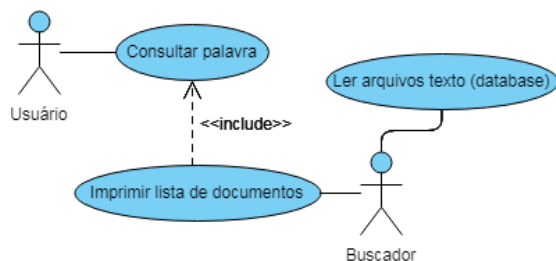 Consultar palavra
Usuário
Ler arquivos texto (database)
<<include>>
Imprimir lista de documentos
Buscador